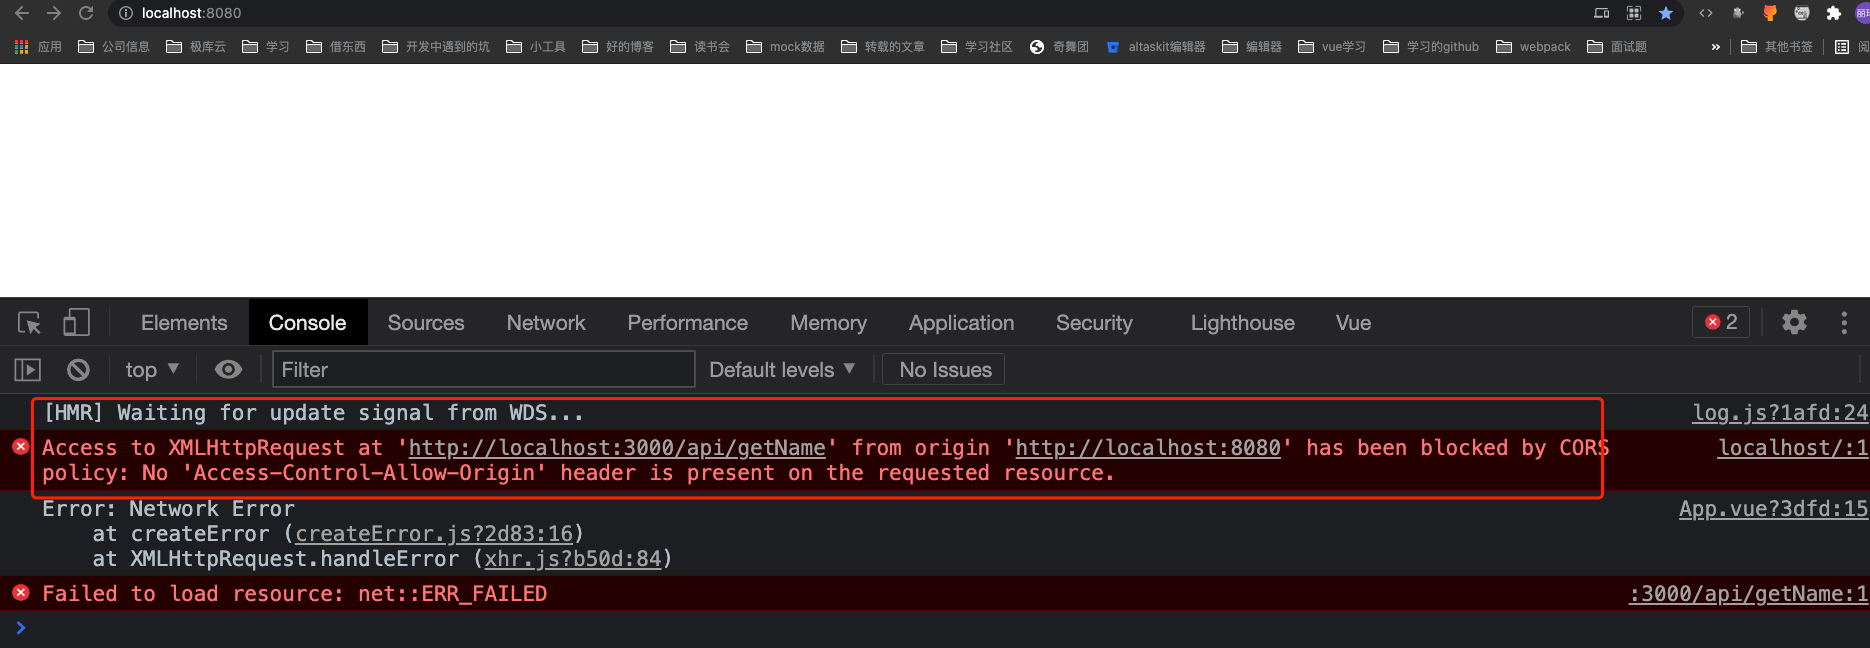 localhost:8080
应用 公司信息 极库云 学习 借东西 开发中遇到的坑 小工具 好的博客 读书会 mock数据 转载的文章 学习社区 奇舞团 altaskit编辑器 编辑器 vue学习 学习的github webpack 面试题 » 其他书签 阅
Elements Console Sources Network Performance Memory Application Security Lighthouse Vue 2
top Filter Default levels No Issues
[HMR] Waiting for update signal from WDS... log.js?1afd:24
Access to XMLHttpRequest at 'http://localhost:3000/api/getName' from origin 'http://localhost:8080' has been blocked by CORS localhost/:1
policy: No 'Access-Control-Allow-Origin' header is present on the requested resource.
Error: Network Error App.vue?3dfd:15
at createError (createError.js?2d83:16)
at XMLHttpRequest.handleError (xhr.js?b50d:84)
Failed to load resource: net::ERR_FAILED :3000/api/getName:1